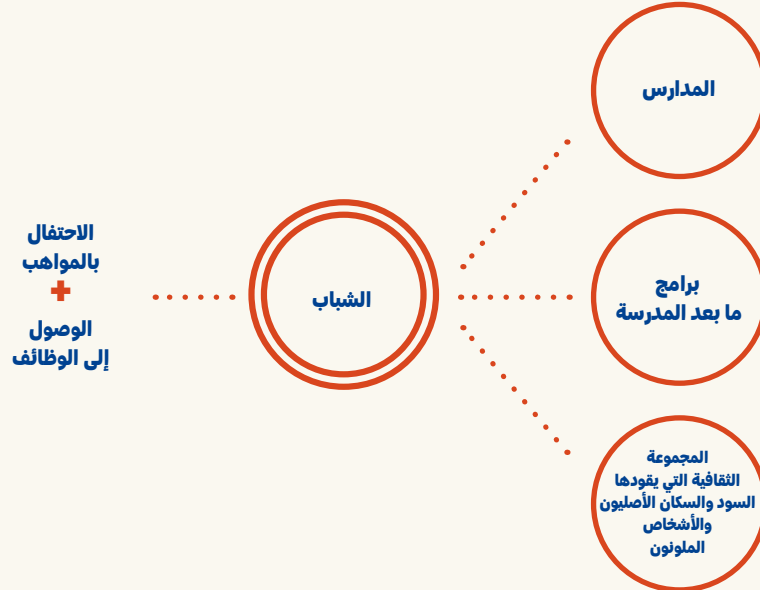 المدارس
برامج
ما بعد المدرسة
المجموعة
الثقافية التي يقودها
السود والسكان الأصليون
والأشخاص
الملونون
الشباب
الاحتفال
بالمواهب
+
الوصول
إلى الوظائف